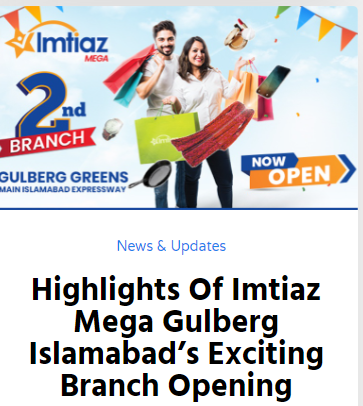 Imtiaz
MEGA
2nd
BRANCH
GULBERG GREENS
MAIN ISLAMABAD EXPRESSWAY
NOW
OPEN
News & Updates
Highlights Of Imtiaz
Mega Gulberg
Islamabad’s Exciting
Branch Opening